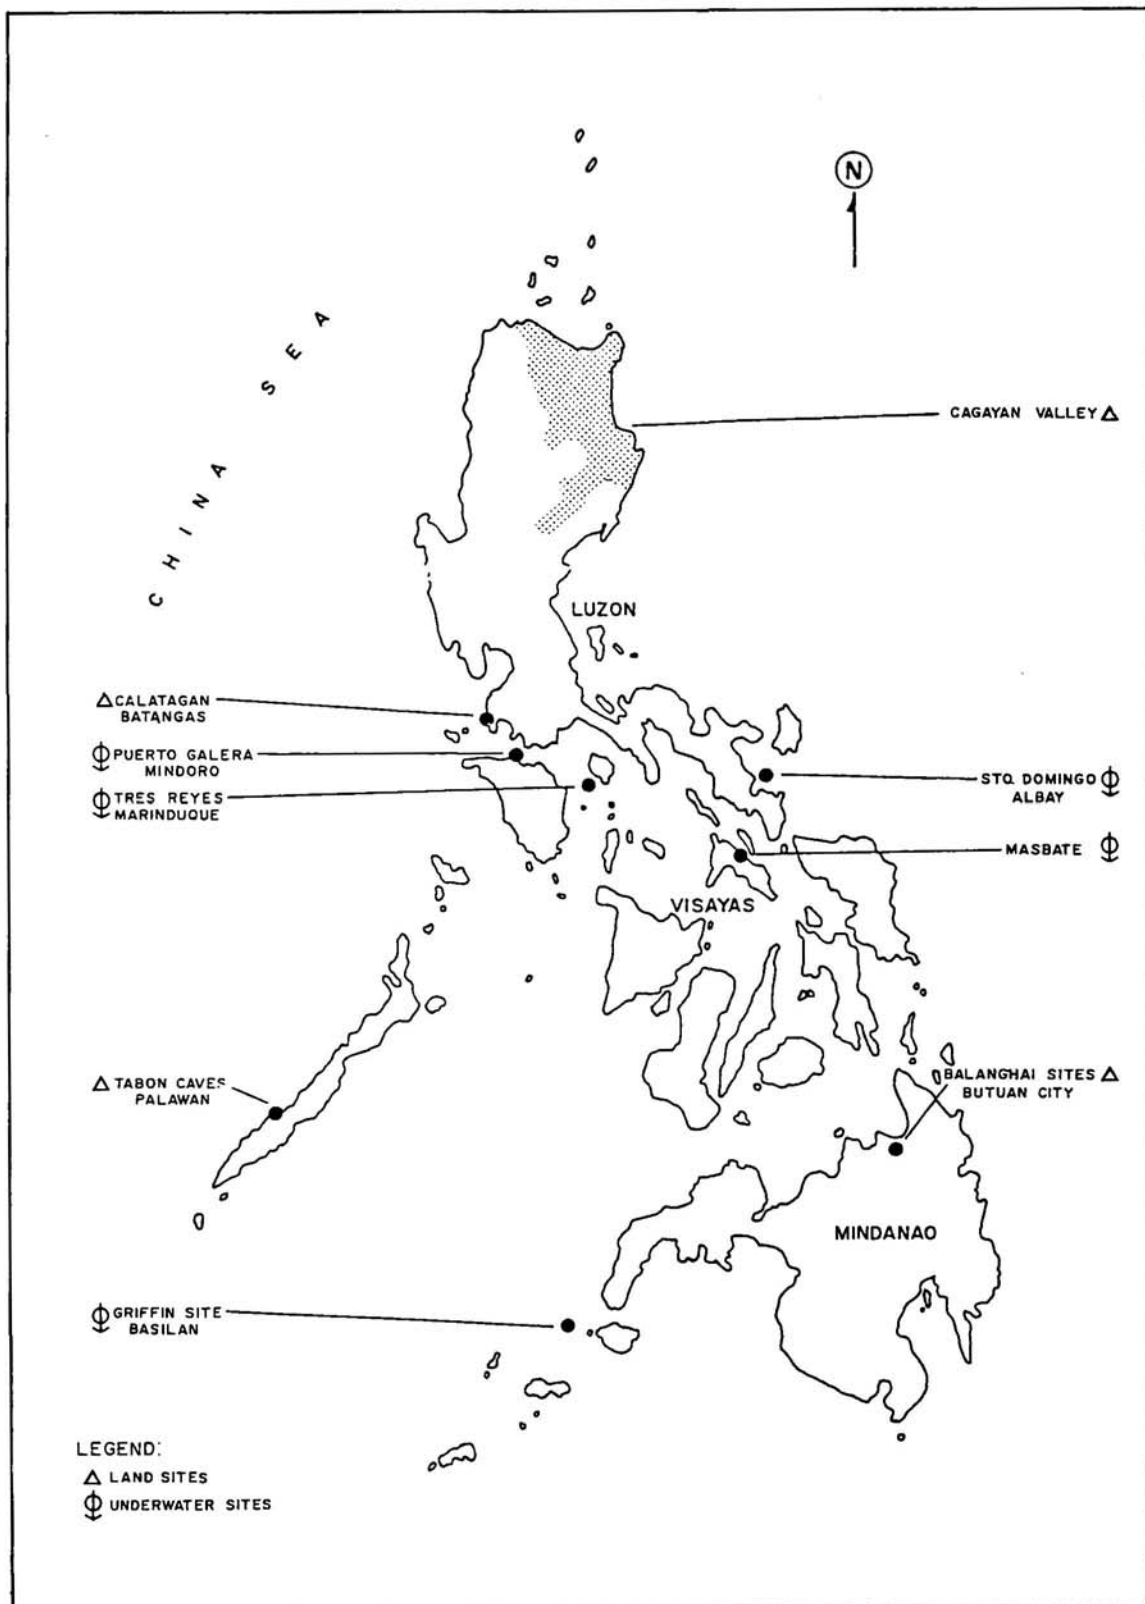 N
CHINA SEA
CAGAYAN VALLEY
LUZON
CALATAGAN
BATANGAS
PUERTO GALERA
MINDORO
TRES REYES
MARINDUQUE
STO. DOMINGO
ALBAY
MASBATE
VISAYAS
TABON CAVES
PALAWAN
BALANGHAI SITES
BUTUAN CITY
MINDANAO
GRIFFIN SITE
BASILAN
LEGEND:
LAND SITES
UNDERWATER SITES